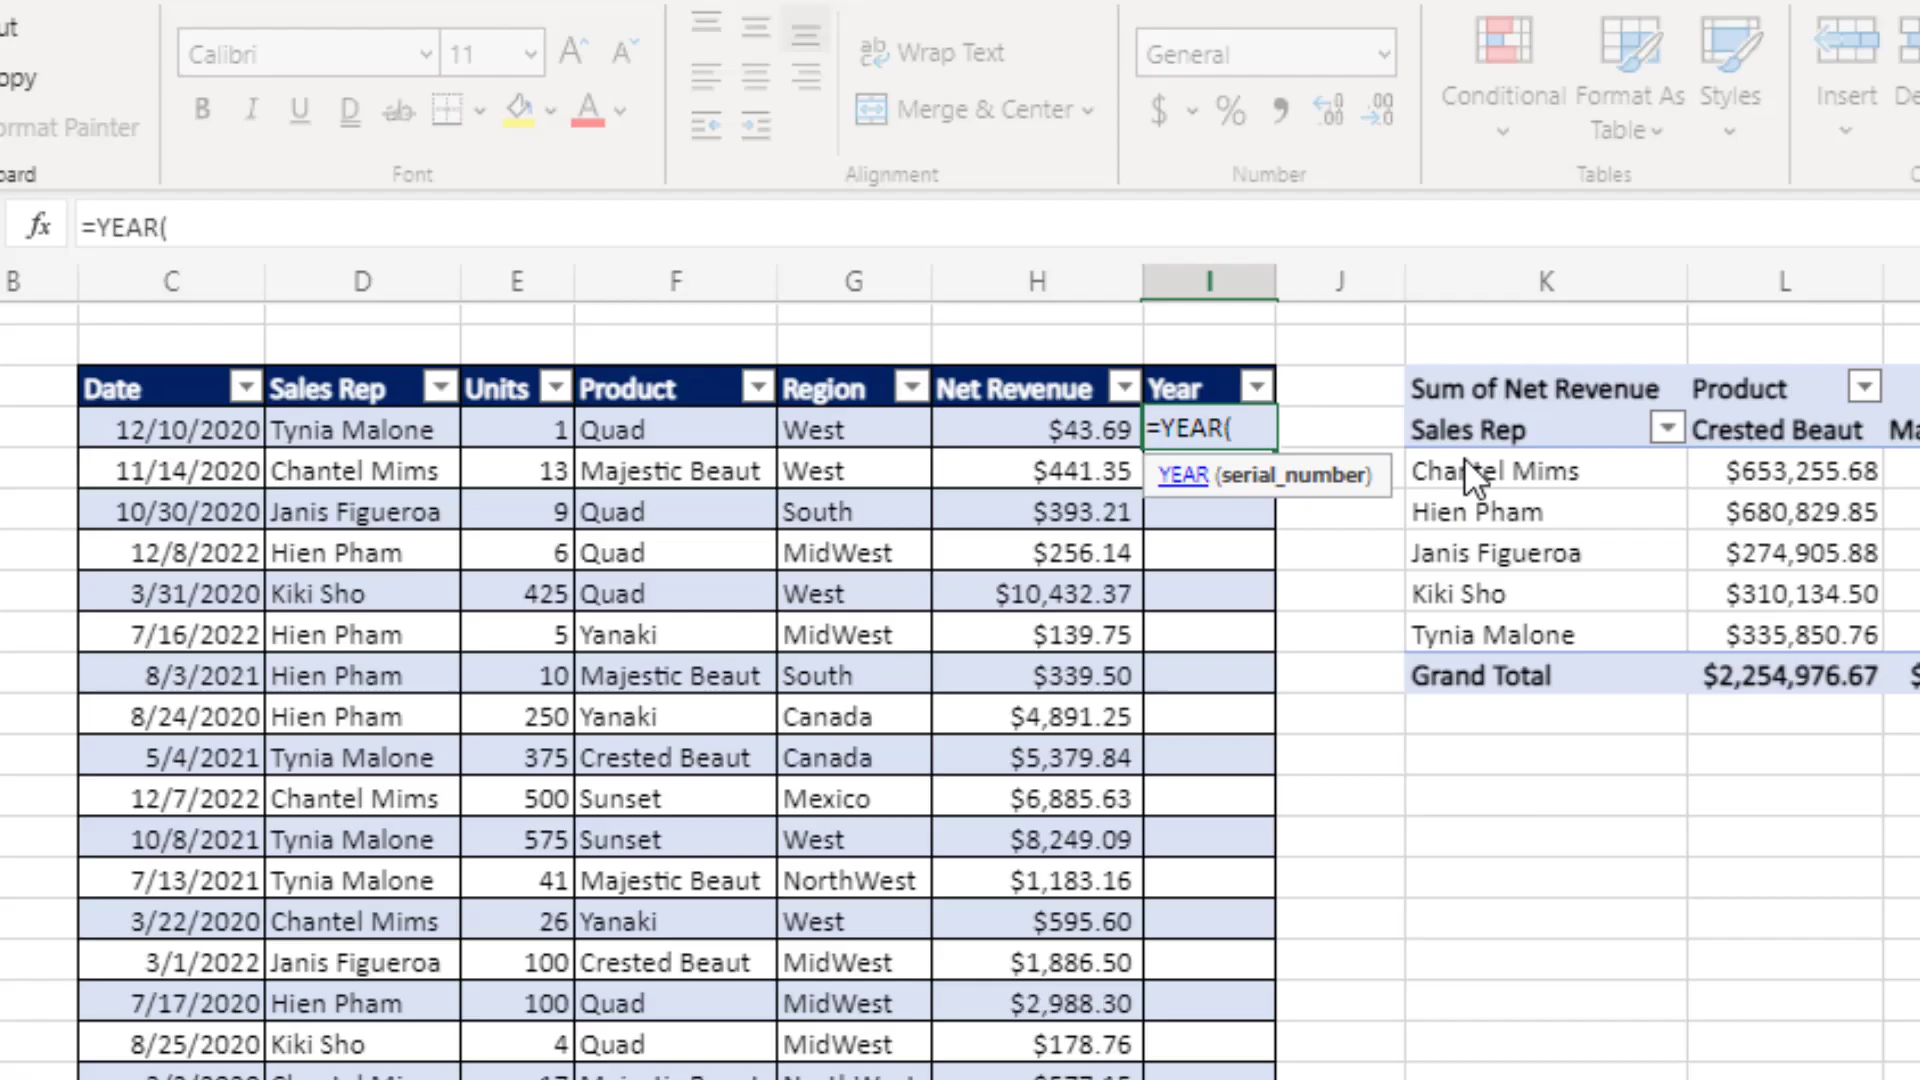 ut
opy
ormat Painter
oard
Calibri 11
B I U D ab
Font
ab Wrap Text
Merge & Center
Alignment
General
$ % 9 .00 .00
Number
Conditional Format As Styles
Table
Tables
Insert De
fx =YEAR(
B C D E F G H I J K L
Date Sales Rep Units Product Region Net Revenue Year Sum of Net Revenue Product
12/10/2020 Tynia Malone 1 Quad West $43.69 =YEAR( Sales Rep Crested Beaut Ma
11/14/2020 Chantel Mims 13 Majestic Beaut West $441.35 YEAR (serial_number) Chantel Mims $653,255.68
10/30/2020 Janis Figueroa 9 Quad South $393.21 Hien Pham $680,829.85
12/8/2022 Hien Pham 6 Quad MidWest $256.14 Janis Figueroa $274,905.88
3/31/2020 Kiki Sho 425 Quad West $10,432.37 Kiki Sho $310,134.50
7/16/2022 Hien Pham 5 Yanaki MidWest $139.75 Tynia Malone $335,850.76
8/3/2021 Hien Pham 10 Majestic Beaut South $339.50 Grand Total $2,254,976.67 $
8/24/2020 Hien Pham 250 Yanaki Canada $4,891.25
5/4/2021 Tynia Malone 375 Crested Beaut Canada $5,379.84
12/7/2022 Chantel Mims 500 Sunset Mexico $6,885.63
10/8/2021 Tynia Malone 575 Sunset West $8,249.09
7/13/2021 Tynia Malone 41 Majestic Beaut NorthWest $1,183.16
3/22/2020 Chantel Mims 26 Yanaki West $595.60
3/1/2022 Janis Figueroa 100 Crested Beaut MidWest $1,886.50
7/17/2020 Hien Pham 100 Quad MidWest $2,988.30
8/25/2020 Kiki Sho 4 Quad MidWest $178.76